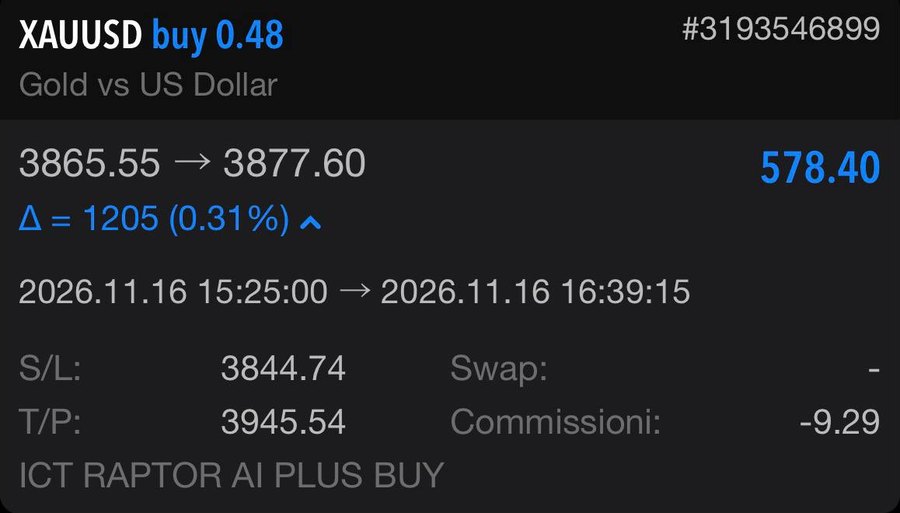 XAUUSD buy 0.48 #3193546899
Gold vs US Dollar
3865.55 → 3877.60 578.40
Δ = 1205 (0.31%)
2026.11.16 15:25:00 → 2026.11.16 16:39:15
S/L: 3844.74 Swap: -
T/P: 3945.54 Commissioni: -9.29
ICT RAPTOR AI PLUS BUY